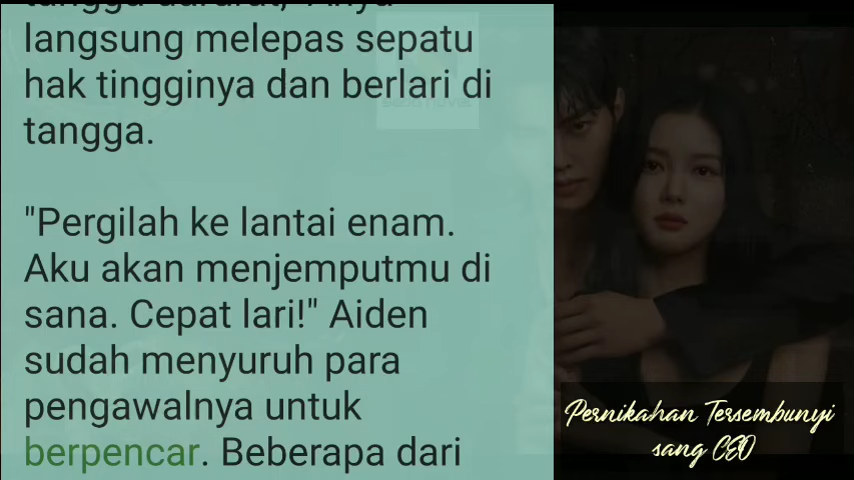 langsung melepas sepatu
hak tingginya dan berlari di
tangga.
"Pergilah ke lantai enam.
Aku akan menjemputmu di
sana. Cepat lari!" Aiden
sudah menyuruh para
pengawalnya untuk
berpencar. Beberapa dari
Pernikahan Tersembunyi
sang CEO